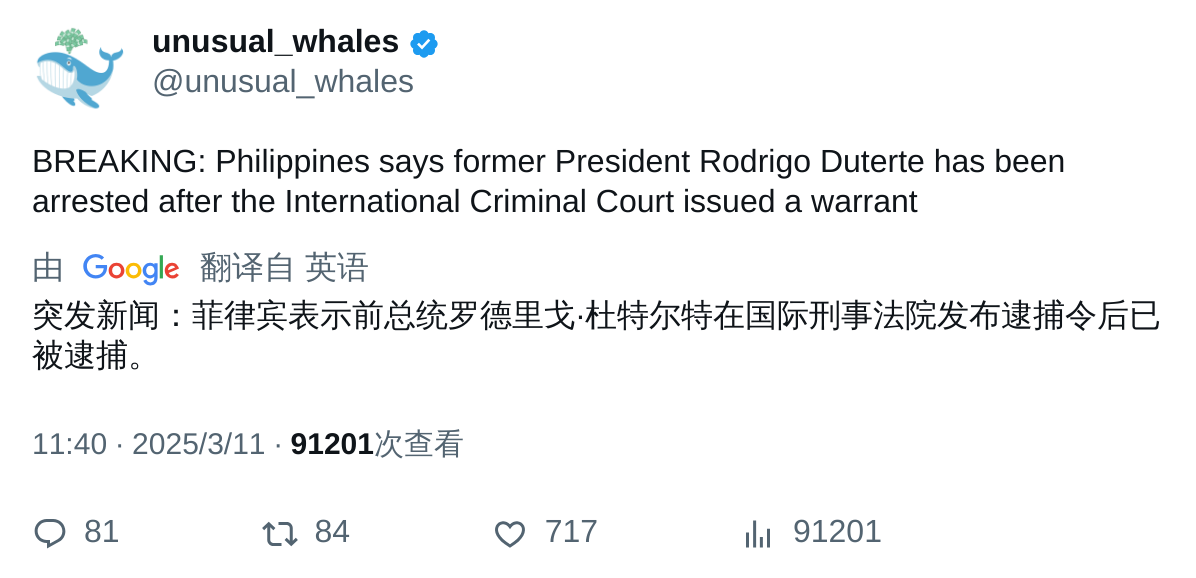 unusual_whales
@unusual_whales
BREAKING: Philippines says former President Rodrigo Duterte has been
arrested after the International Criminal Court issued a warrant
由 Google 翻译自 英语
突发新闻：菲律宾表示前总统罗德里戈·杜特尔特在国际刑事法院发布逮捕令后已
被逮捕。
11:40 · 2025/3/11 · 91201次查看
81 84 717 91201